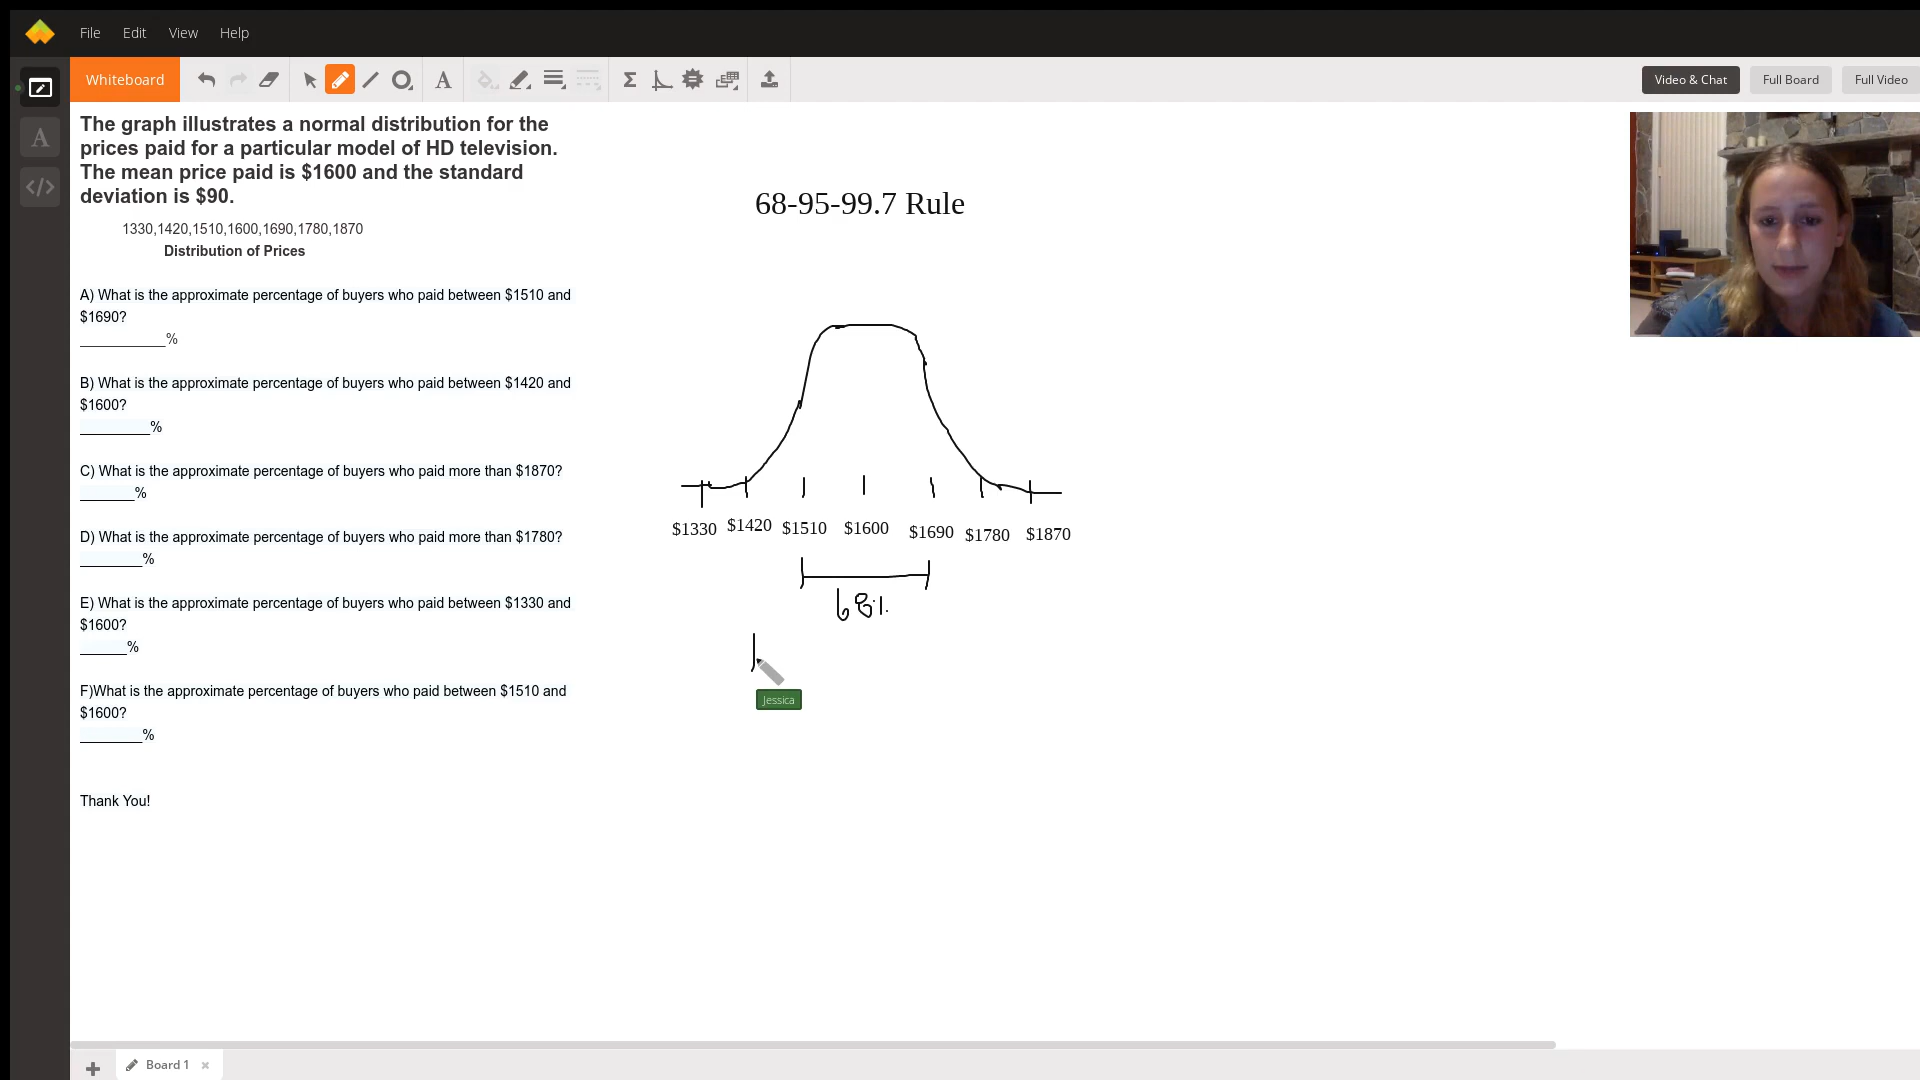 File Edit View Help
Whiteboard
Video & Chat Full Board Full Video
The graph illustrates a normal distribution for the
prices paid for a particular model of HD television.
The mean price paid is $1600 and the standard
deviation is $90.
1330,1420,1510,1600,1690,1780,1870
Distribution of Prices
A) What is the approximate percentage of buyers who paid between $1510 and
$1690?
___________%
B) What is the approximate percentage of buyers who paid between $1420 and
$1600?
_________%
C) What is the approximate percentage of buyers who paid more than $1870?
_______%
D) What is the approximate percentage of buyers who paid more than $1780?
________%
E) What is the approximate percentage of buyers who paid between $1330 and
$1600?
______%
F)What is the approximate percentage of buyers who paid between $1510 and
$1600?
________%
Thank You!
68-95-99.7 Rule
$1330 $1420 $1510 $1600 $1690 $1780 $1870
68%
Jessica
Board 1